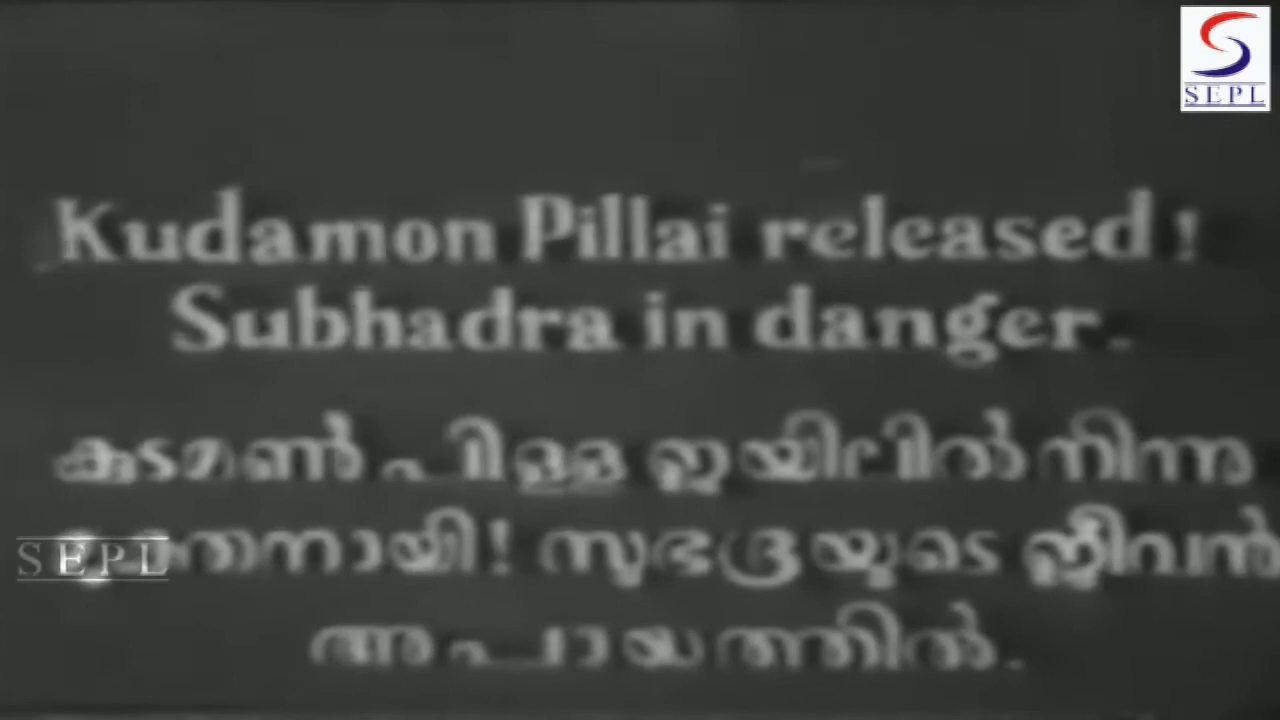 SEPL
Kudamon Pillai released!
Subhadra in danger.
കുടമൺ പിള്ള ജയിലിൽ നിന്നു
SEPL
സുഭദ്രയുടെ ജീവൻ
അപായത്തിൽ.